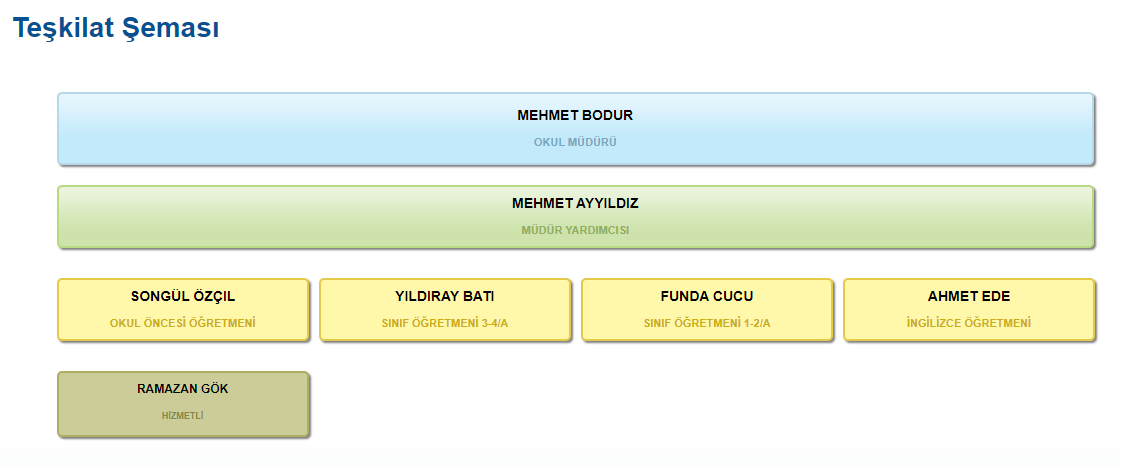 Teşkilat Şeması
MEHMET BODUR
OKUL MÜDÜRÜ
MEHMET AYYILDIZ
MÜDÜR YARDIMCISI
SONGÜL ÖZÇIL
OKUL ÖNCESİ ÖĞRETMENİ
YILDIRAY BATI
SINIF ÖĞRETMENİ 3-4/A
FUNDA CUCU
SINIF ÖĞRETMENİ 1-2/A
AHMET EDE
İNGİLİZCE ÖĞRETMENİ
RAMAZAN GÖK
HİZMETLİ